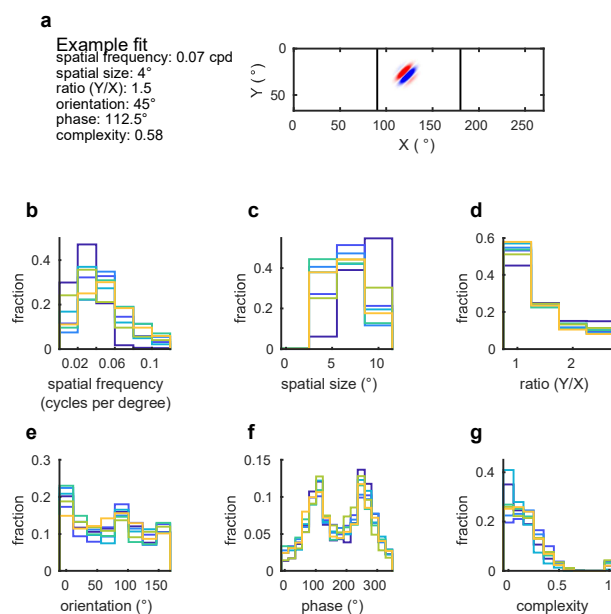 a
Example fit
spatial frequency: 0.07 cpd
spatial size: 4°
ratio (Y/X): 1.5
orientation: 45°
phase: 112.5°
complexity: 0.58
Y (°)
0
50
0 50 100 150 200 250
X (°)
b
fraction
0.4
0.2
0
0.02 0.06 0.1
spatial frequency
(cycles per degree)
c
fraction
0.4
0.2
0
0 5 10
spatial size (°)
d
fraction
0.6
0.4
0.2
0
1 2
ratio (Y/X)
e
fraction
0.3
0.2
0.1
0
0 50 100 150
orientation (°)
f
fraction
0.15
0.1
0.05
0
0 100 200 300
phase (°)
g
fraction
0.4
0.2
0
0 0.5 1
complexity